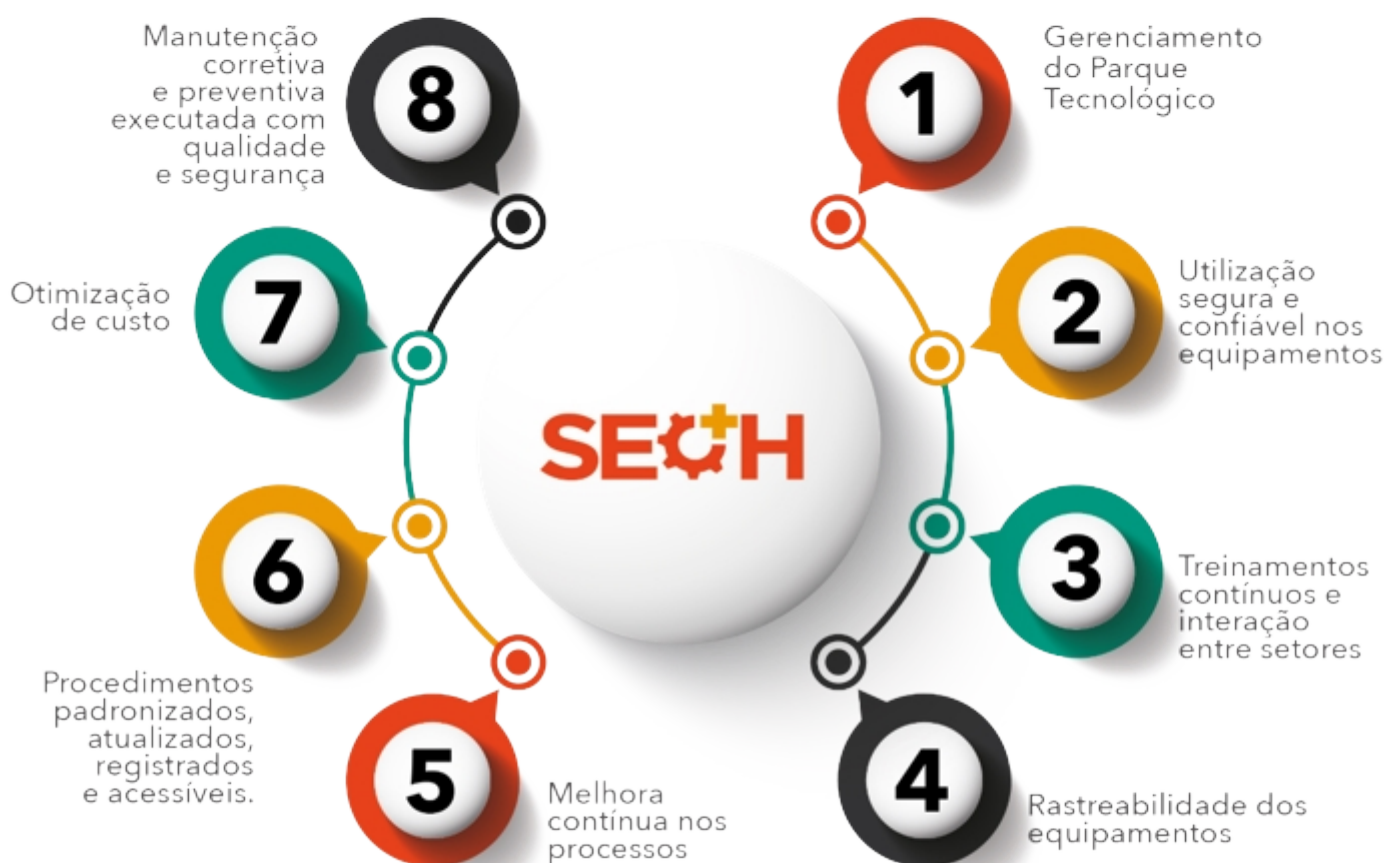 1
Gerenciamento
do Parque
Tecnológico
2
Utilização
segura e
confiável nos
equipamentos
3
Treinamentos
contínuos e
interação
entre setores
4
Rastreabilidade dos
equipamentos
5
Melhora
contínua nos
processos
6
Procedimentos
padronizados,
atualizados,
registrados
e acessíveis.
7
Otimização
de custo
8
Manutenção
corretiva
e preventiva
executada com
qualidade
e segurança
SECH